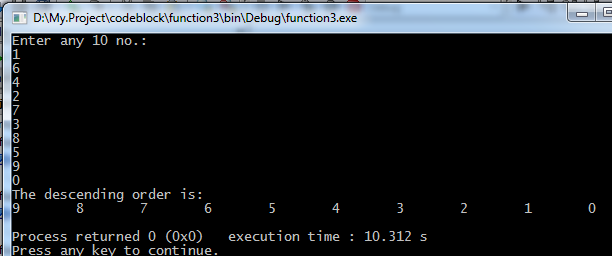 D:\My.Project\codeblock\function3\bin\Debug\function3.exe
Enter any 10 no.:
1
6
4
2
7
3
8
5
9
0
The descending order is:
9 8 7 6 5 4 3 2 1 0
Process returned 0 (0x0) execution time : 10.312 s
Press any key to continue.